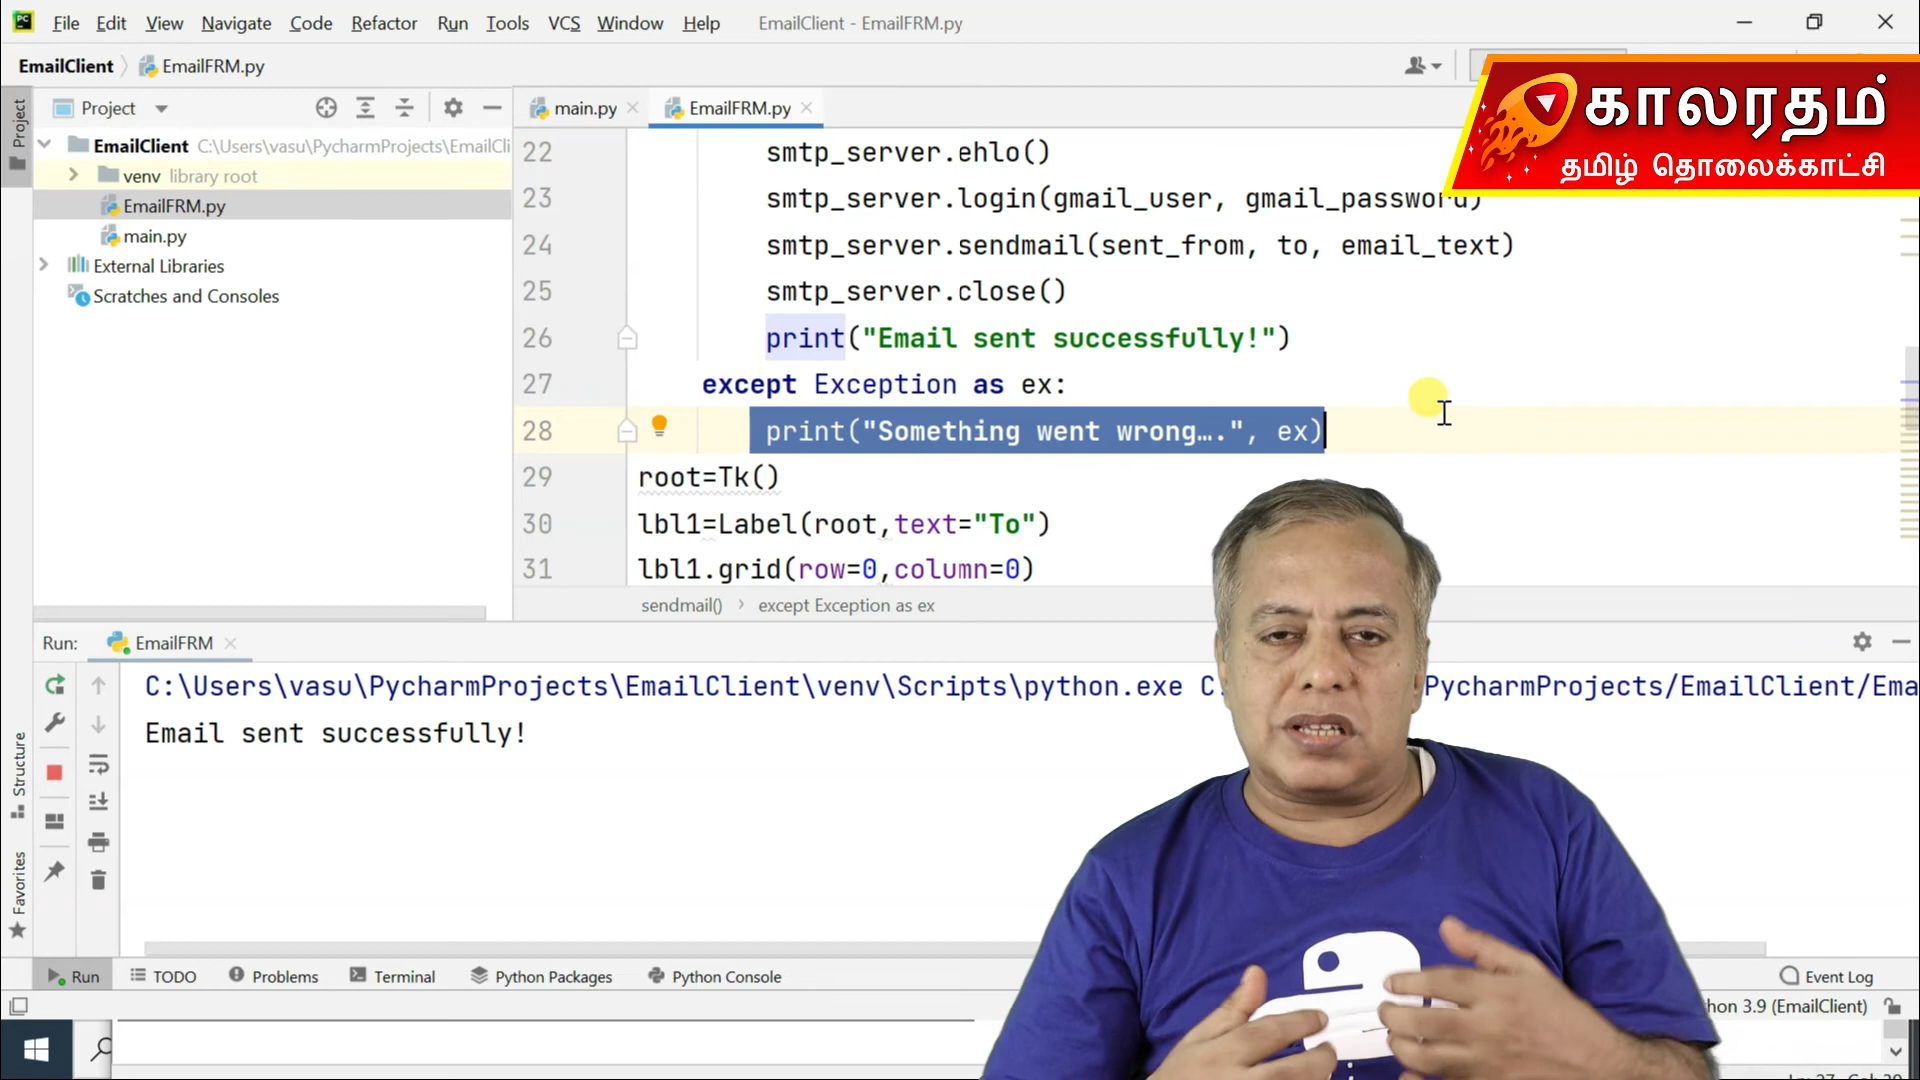 File Edit View Navigate Code Refactor Run Tools VCS Window Help EmailClient - EmailFRM.py
EmailClient EmailFRM.py
காலரதம்
தமிழ் தொலைக்காட்சி
Project
Project
main.py EmailFRM.py
EmailClient C:\Users\vasu\PycharmProjects\EmailCli
venv library root
EmailFRM.py
main.py
External Libraries
Scratches and Consoles
22 smtp_server.ehlo()
23 smtp_server.login(gmail_user, gmail_password)
24 smtp_server.sendmail(sent_from, to, email_text)
25 smtp_server.close()
26 print("Email sent successfully!")
27 except Exception as ex:
28 print("Something went wrong….", ex)
29 root=Tk()
30 lbl1=Label(root,text="To")
31 lbl1.grid(row=0,column=0)
sendmail() except Exception as ex
Run: EmailFRM
C:\Users\vasu\PycharmProjects\EmailClient\venv\Scripts\python.exe C: PycharmProjects/EmailClient/Ema
Email sent successfully!
Structure
Favorites
Run TODO Problems Terminal Python Packages Python Console Event Log
hon 3.9 (EmailClient)